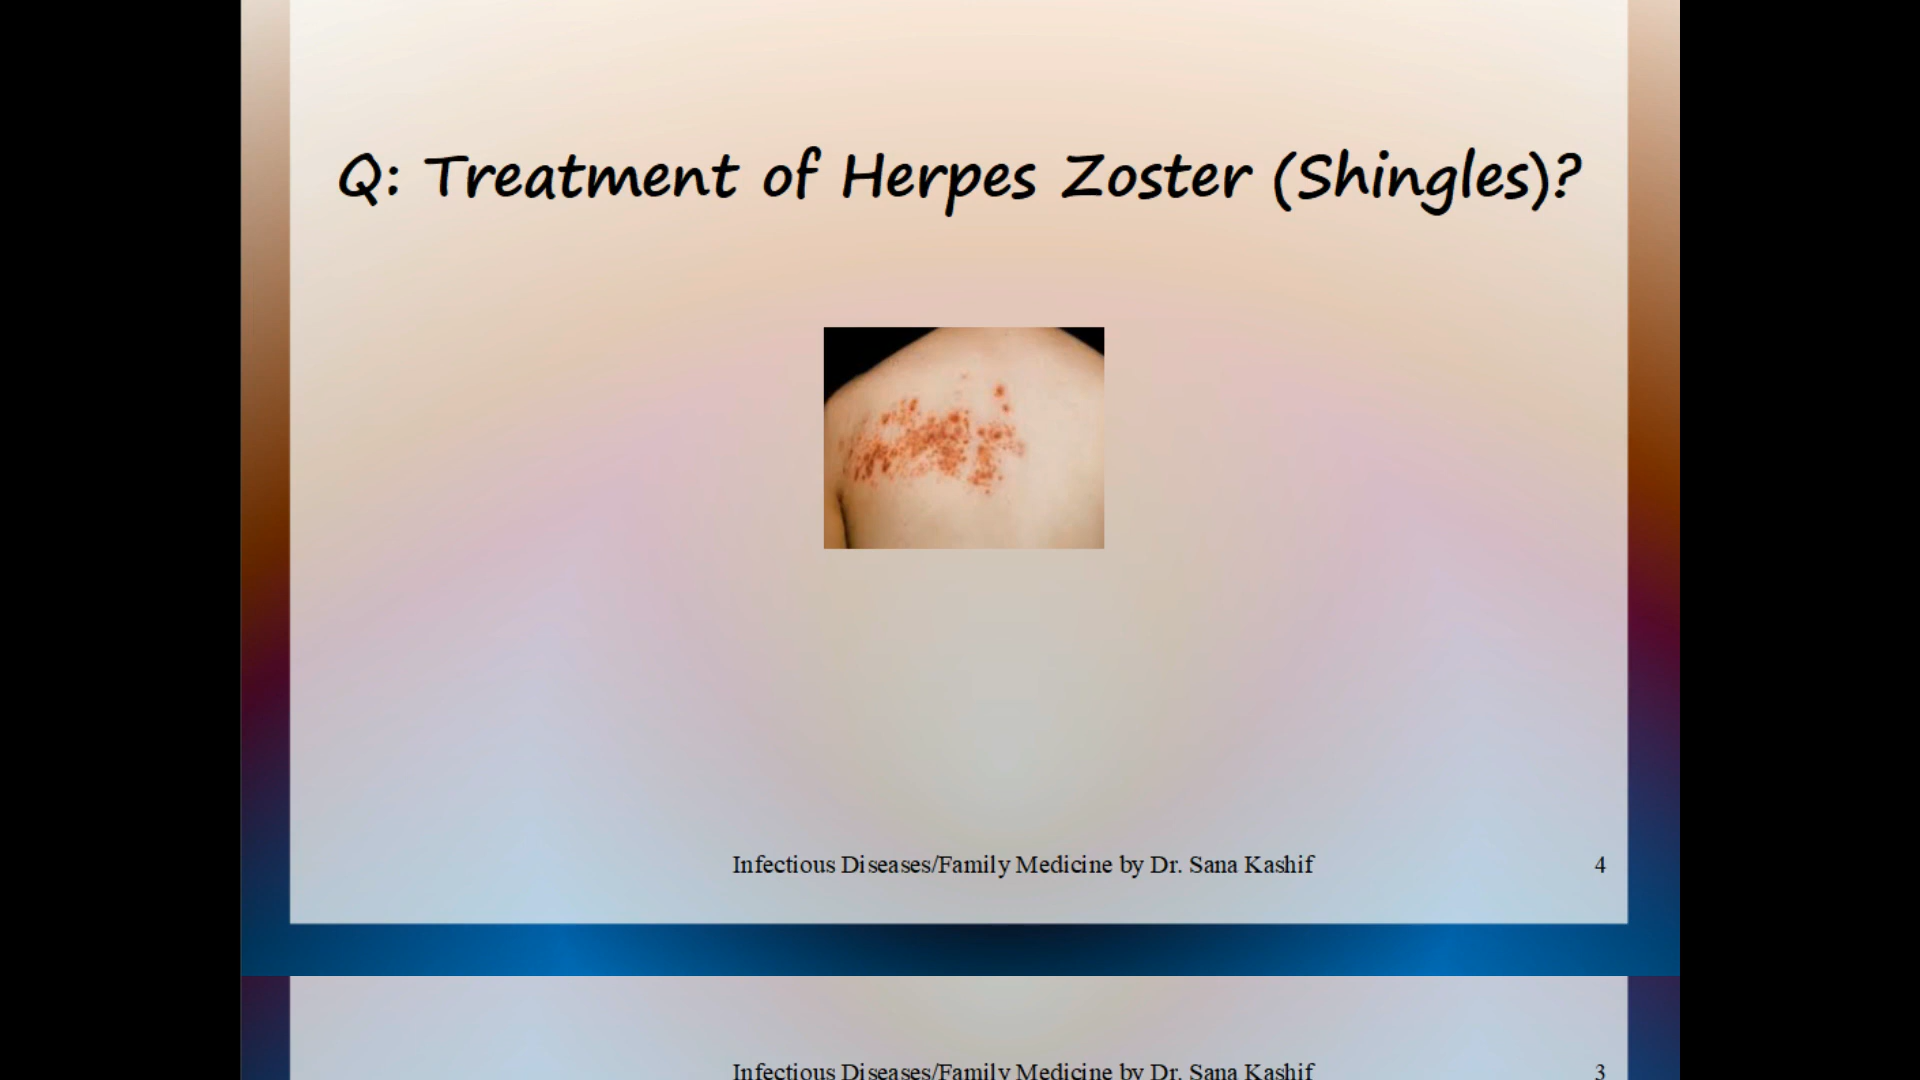 Q: Treatment of Herpes Zoster (Shingles)?
Infectious Diseases/Family Medicine by Dr. Sana Kashif 4
Infectious Diseases/Family Medicine by Dr. Sana Kashif 3